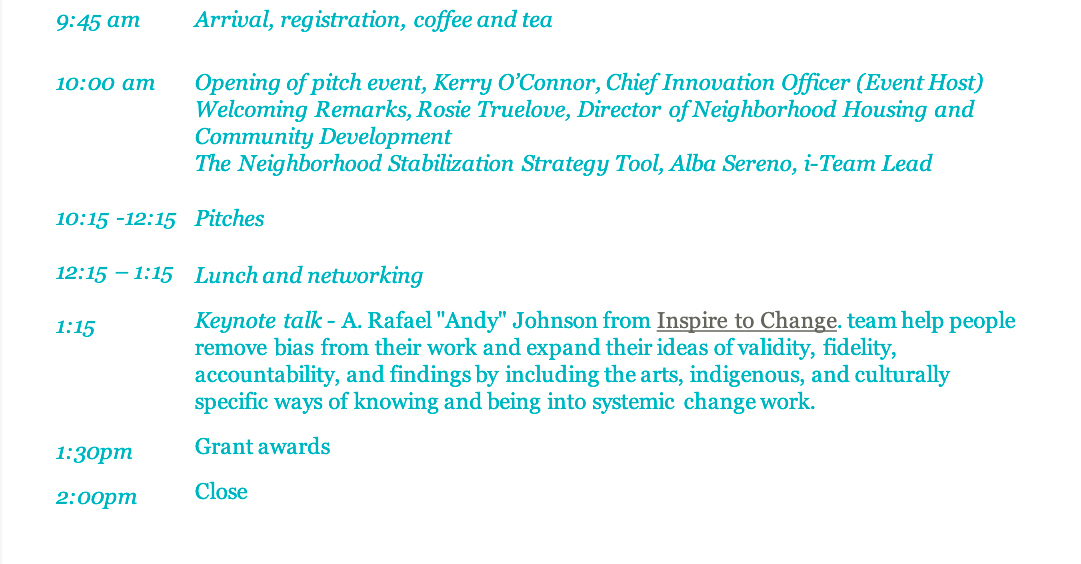 9:45 am Arrival, registration, coffee and tea
10:00 am Opening of pitch event, Kerry O’Connor, Chief Innovation Officer (Event Host)
Welcoming Remarks, Rosie Truelove, Director of Neighborhood Housing and
Community Development
The Neighborhood Stabilization Strategy Tool, Alba Sereno, i-Team Lead
10:15 -12:15 Pitches
12:15 – 1:15 Lunch and networking
1:15 Keynote talk - A. Rafael "Andy" Johnson from Inspire to Change. team help people
remove bias from their work and expand their ideas of validity, fidelity,
accountability, and findings by including the arts, indigenous, and culturally
specific ways of knowing and being into systemic change work.
1:30pm Grant awards
2:00pm Close